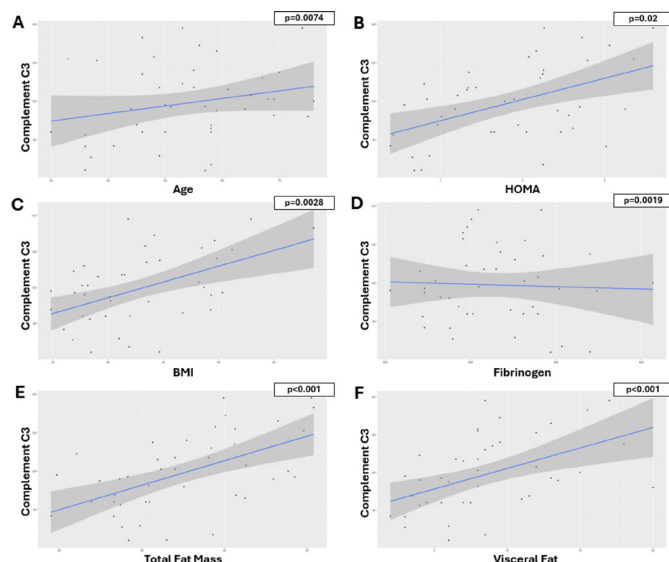 A
p=0.0074
Complement C3
Age
B
p=0.02
Complement C3
HOMA
C
p=0.0028
Complement C3
BMI
D
p=0.0019
Complement C3
Fibrinogen
E
p<0.001
Complement C3
Total Fat Mass
F
p<0.001
Complement C3
Visceral Fat